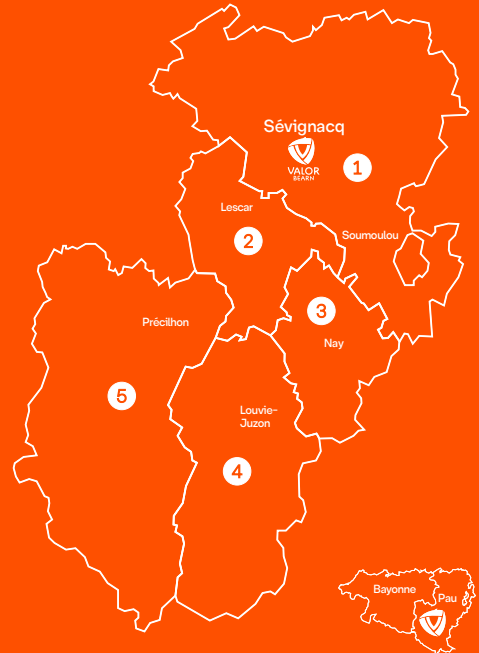 Sévignacq
VALOR
BEARN
1
Lescar
2
Soumoulou
3
Nay
Précilhon
5
Louvie-
Juzon
4
Bayonne
Pau